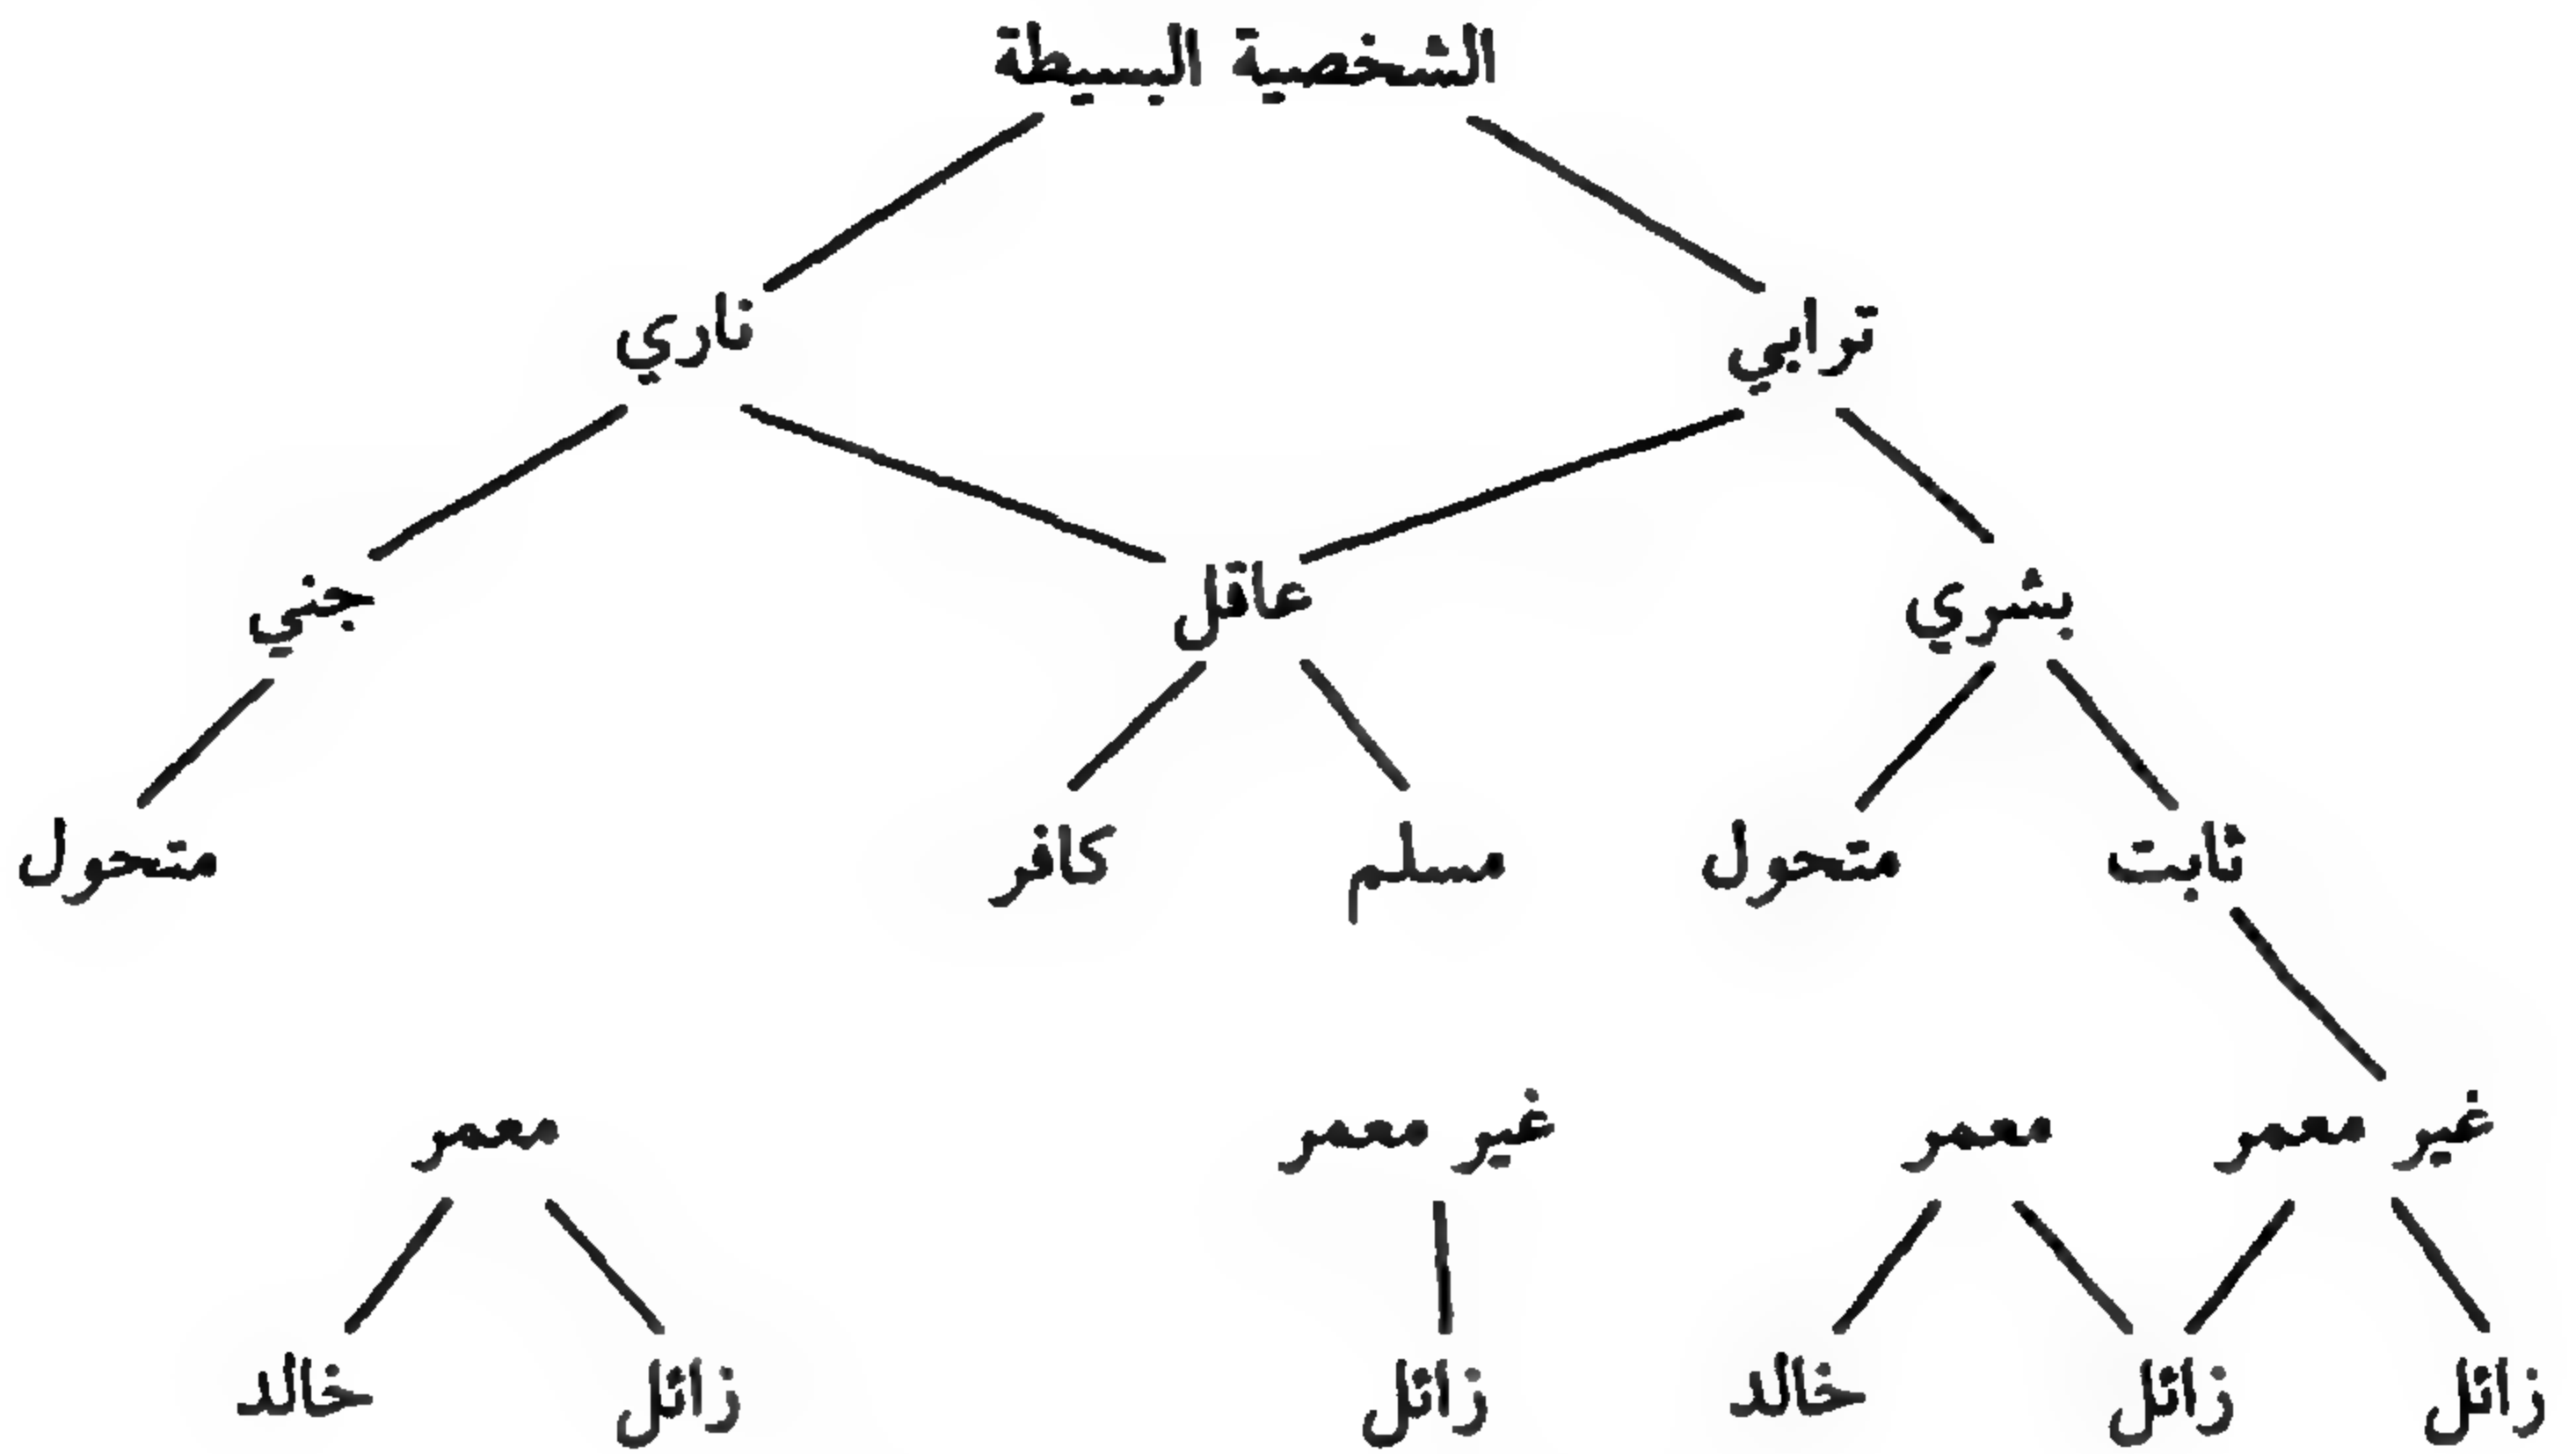 الشخصية البسيطة
ترابي ناري
بشري عاقل جني
ثابت متحول مسلم كافر متحول
غير معمر معمر غير معمر معمر
زائل زائل خالد زائل زائل خالد